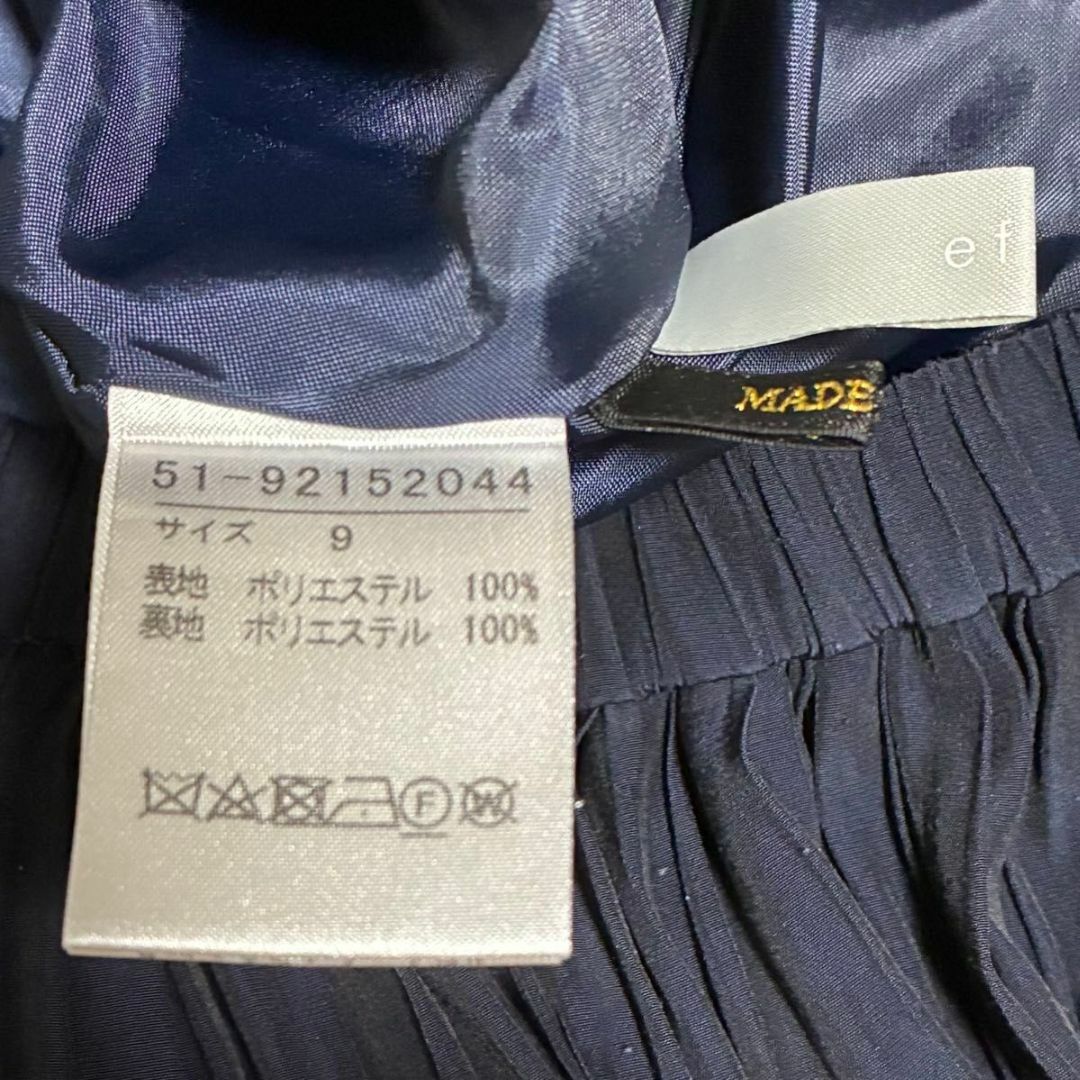 ef
MADE
51-92152044
サイズ 9
表地 ポリエステル 100%
裏地 ポリエステル 100%
F W